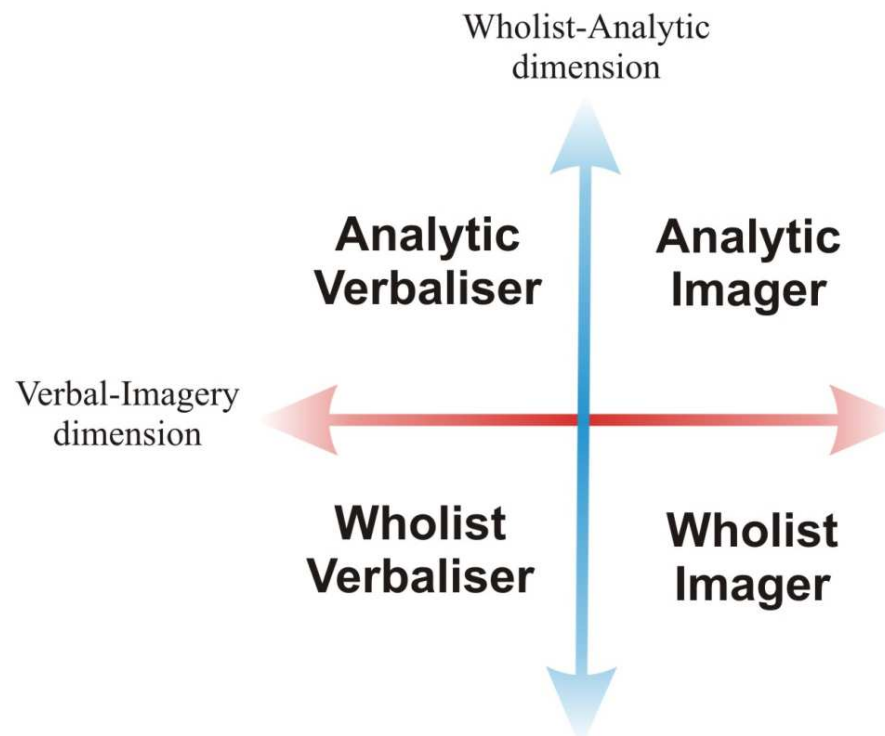 Wholist-Analytic
dimension
Analytic
Verbaliser
Analytic
Imager
Verbal-Imagery
dimension
Wholist
Verbaliser
Wholist
Imager